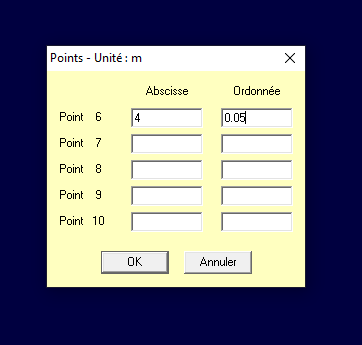 Points - Unité : m
Abscisse Ordonnée
Point 6 4 0.05
Point 7
Point 8
Point 9
Point 10
OK Annuler